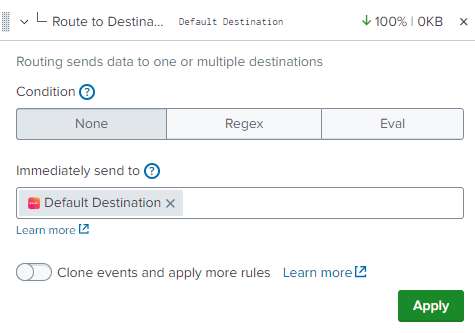 Route to Destina... Default Destination 100% | 0KB
Routing sends data to one or multiple destinations
Condition ?
None Regex Eval
Immediately send to ?
Default Destination
Learn more
Clone events and apply more rules Learn more
Apply